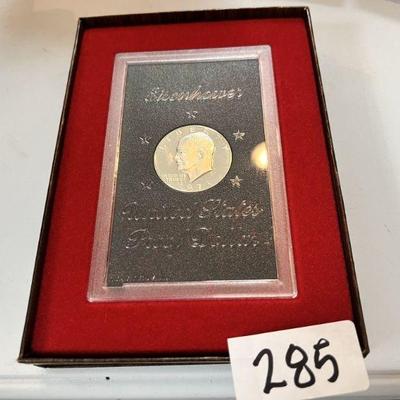 Eisenhower
LIBERTY
United States
Proof Dollar
285